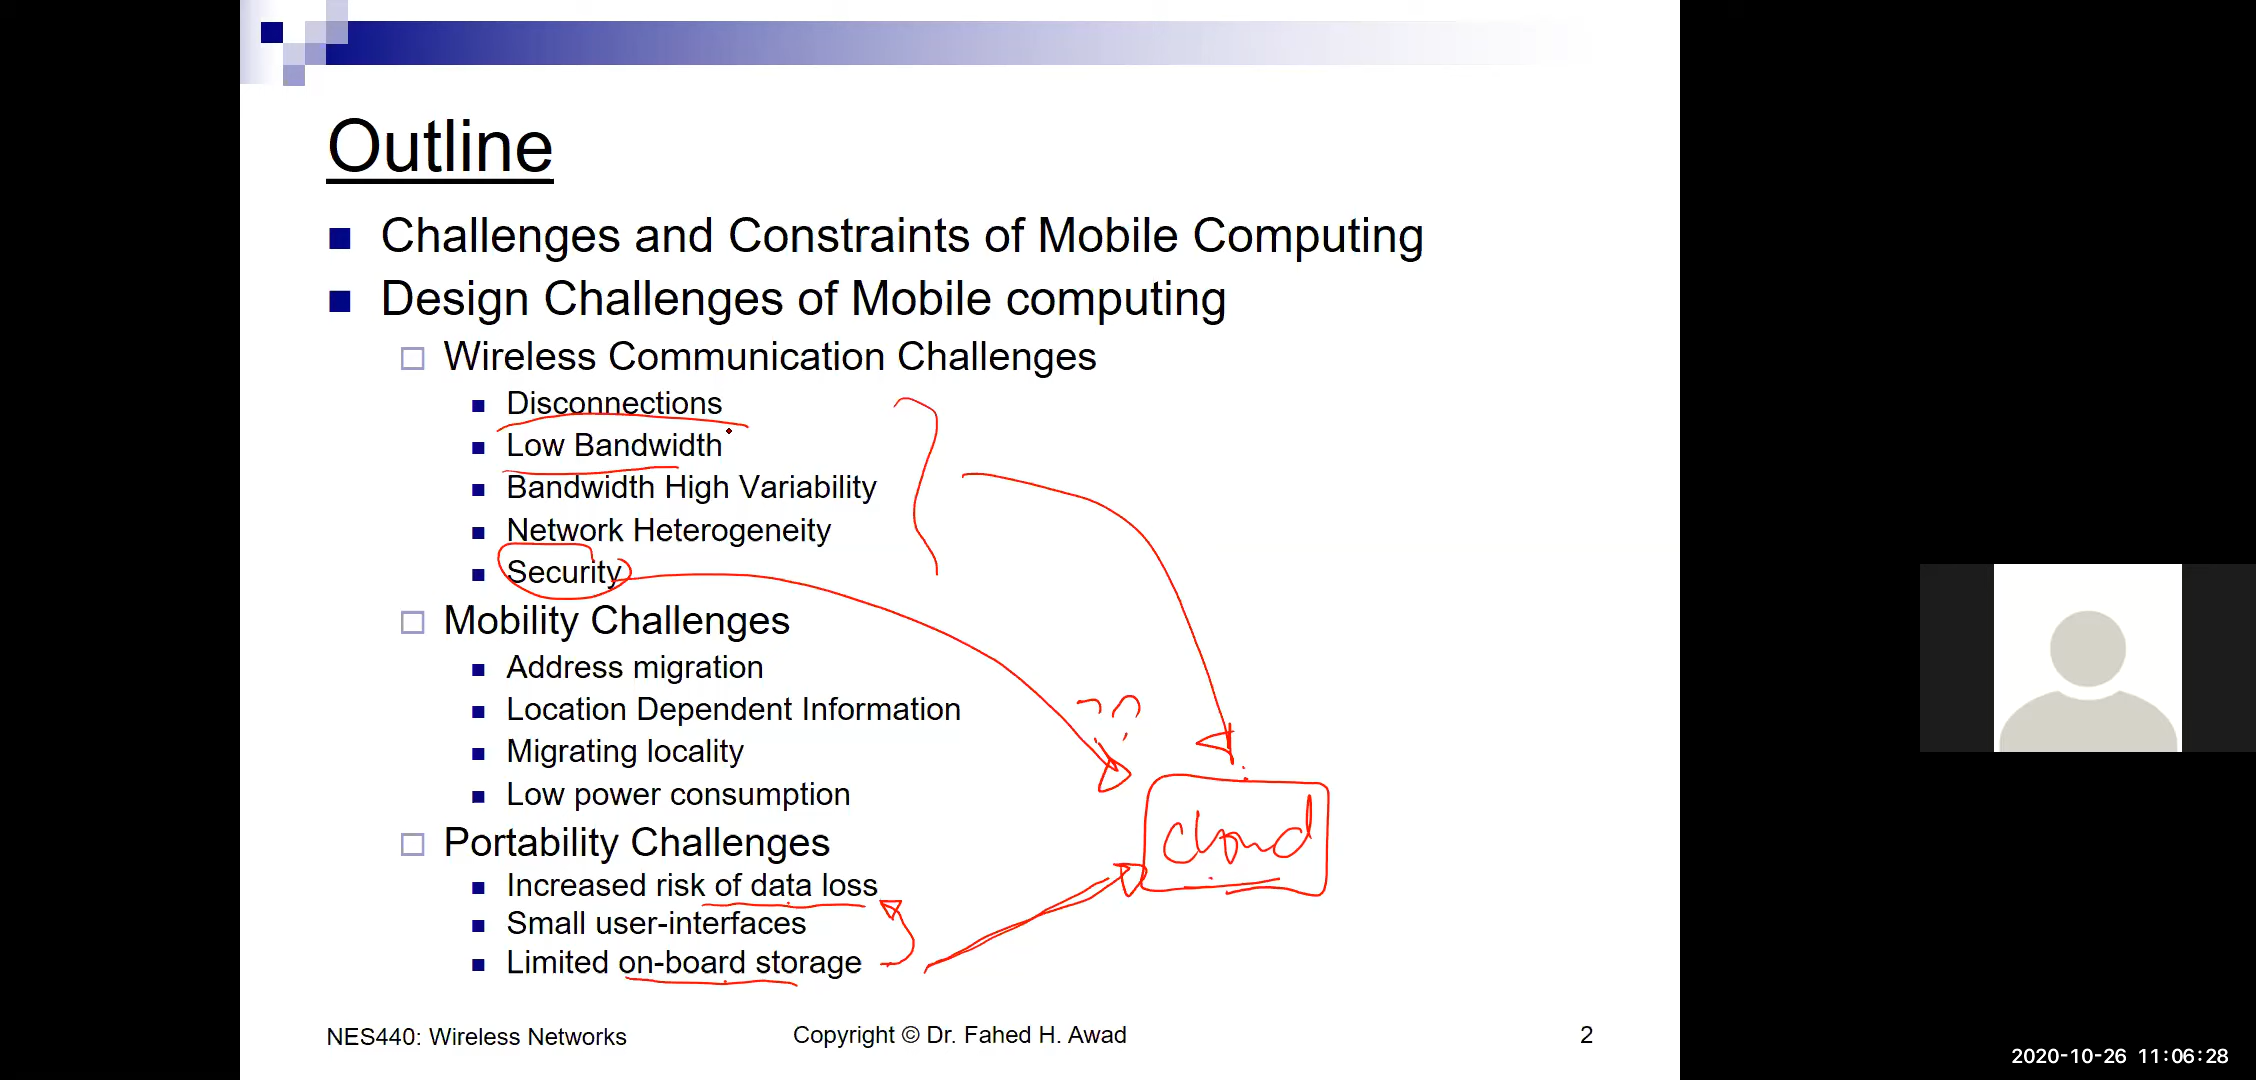 Outline
Challenges and Constraints of Mobile Computing
Design Challenges of Mobile computing
Wireless Communication Challenges
Disconnections
Low Bandwidth
Bandwidth High Variability
Network Heterogeneity
Security
Mobility Challenges
Address migration
Location Dependent Information
Migrating locality
Low power consumption
??
cloud
Portability Challenges
Increased risk of data loss
Small user-interfaces
Limited on-board storage
NES440: Wireless Networks
Copyright © Dr. Fahed H. Awad
2
2020-10-26 11:06:28